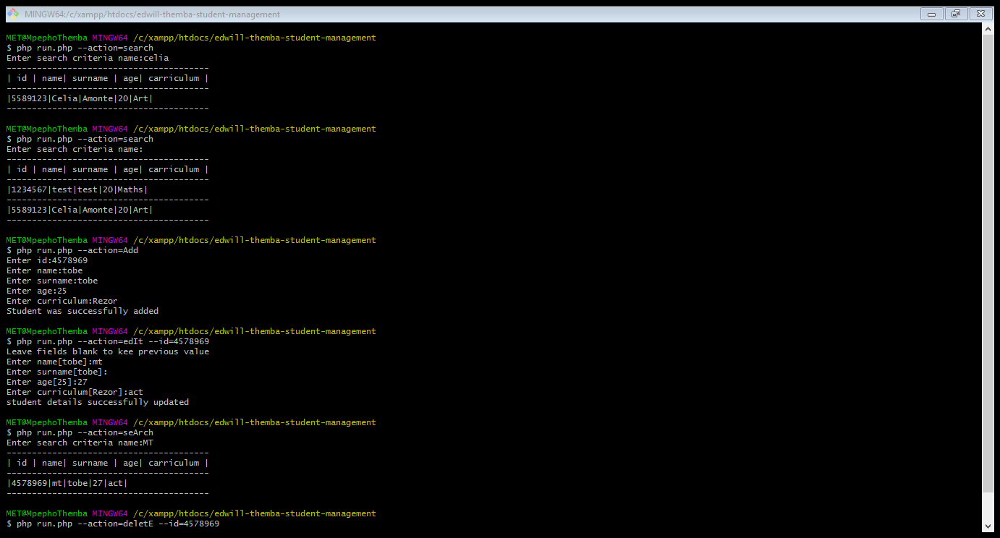 MINGW64:/c/xampp/htdocs/edwill-themba-student-management
MET@MpephoThemba MINGW64 /c/xampp/htdocs/edwill-themba-student-management
$ php run.php --action=search
Enter search criteria name:celia
----------------------------------------
| id | name| surname | age| carriculum |
----------------------------------------
|5589123|Celia|Amonte|20|Art|
----------------------------------------
MET@MpephoThemba MINGW64 /c/xampp/htdocs/edwill-themba-student-management
$ php run.php --action=search
Enter search criteria name:
----------------------------------------
| id | name| surname | age| carriculum |
----------------------------------------
|1234567|test|test|20|Maths|
----------------------------------------
|5589123|Celia|Amonte|20|Art|
----------------------------------------
MET@MpephoThemba MINGW64 /c/xampp/htdocs/edwill-themba-student-management
$ php run.php --action=Add
Enter id:4578969
Enter name:tobe
Enter surname:tobe
Enter age:25
Enter curriculum:Rezor
Student was successfully added
MET@MpephoThemba MINGW64 /c/xampp/htdocs/edwill-themba-student-management
$ php run.php --action=edIt --id=4578969
Leave fields blank to kee previous value
Enter name[tobe]:mt
Enter surname[tobe]:
Enter age[25]:27
Enter curriculum[Rezor]:act
student details successfully updated
MET@MpephoThemba MINGW64 /c/xampp/htdocs/edwill-themba-student-management
$ php run.php --action=seArch
Enter search criteria name:MT
----------------------------------------
| id | name| surname | age| carriculum |
----------------------------------------
|4578969|mt|tobe|27|act|
----------------------------------------
MET@MpephoThemba MINGW64 /c/xampp/htdocs/edwill-themba-student-management
$ php run.php --action=deletE --id=4578969